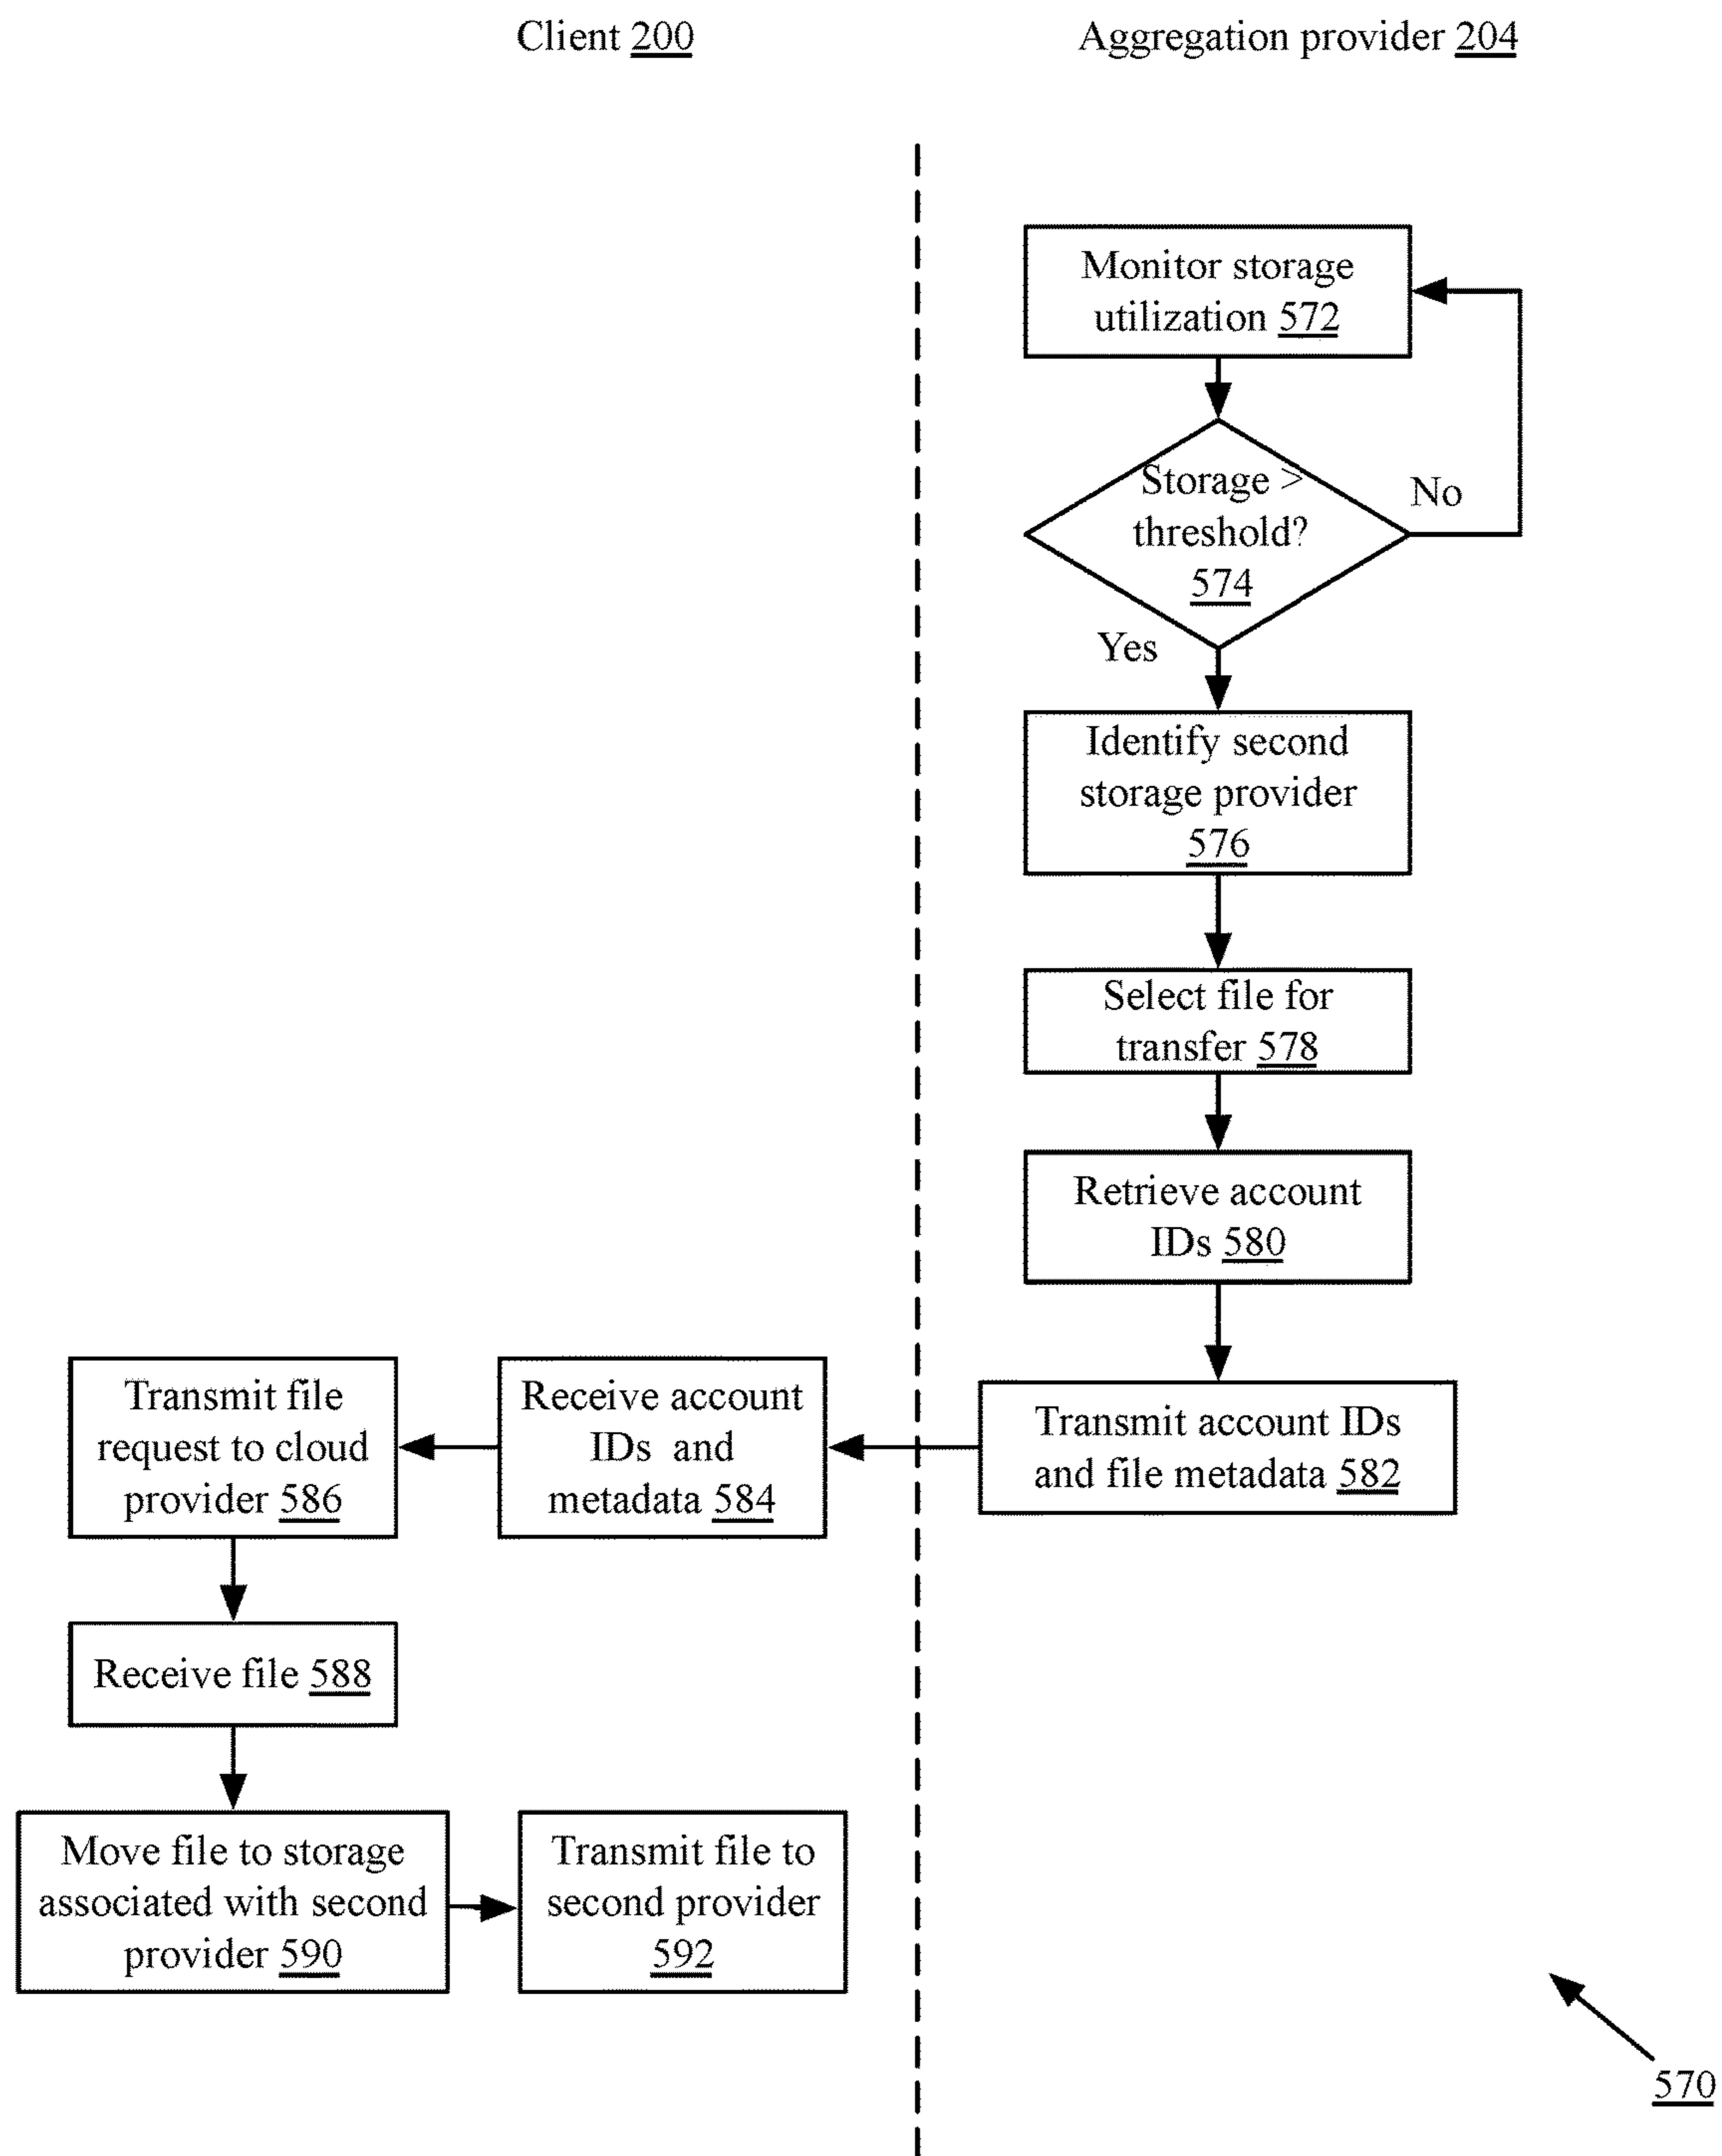 Client 200
Aggregation provider 204
Monitor storage
utilization 572
Storage >
threshold?
574
No
Yes
Identify second
storage provider
576
Select file for
transfer 578
Retrieve account
IDs 580
Transmit account IDs
and file metadata 582
Receive account
IDs and
metadata 584
Transmit file
request to cloud
provider 586
Receive file 588
Move file to storage
associated with second
provider 590
Transmit file to
second provider
592
570